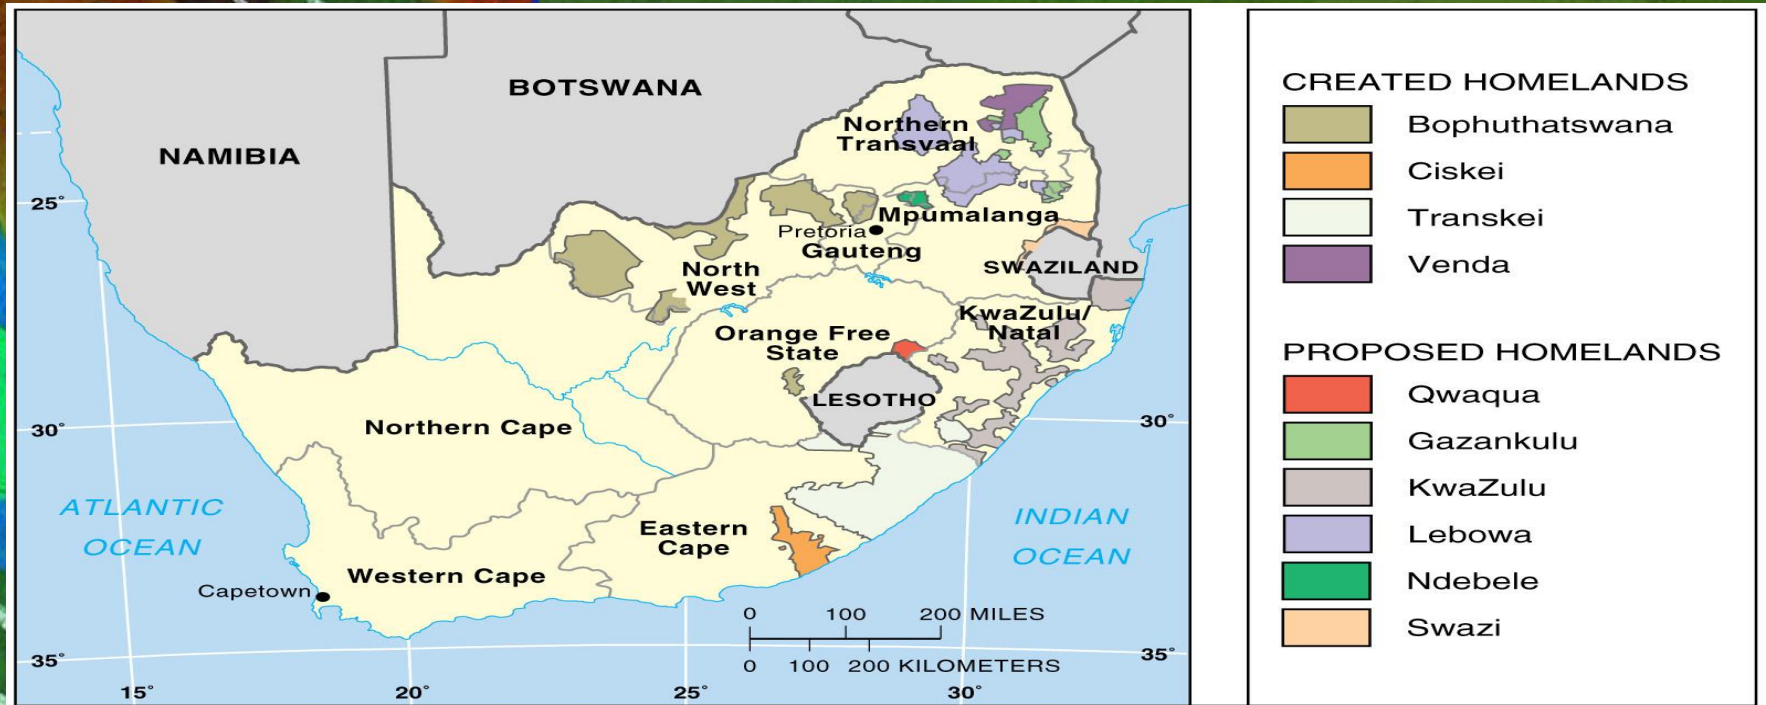 BOTSWANA
NAMIBIA
Northern
Transvaal
25°
Mpumalanga
Pretoria
Gauteng
North
West
SWAZILAND
KwaZulu/
Natal
Orange Free
State
LESOTHO
30°
Northern Cape
30°
ATLANTIC
OCEAN
Eastern
Cape
INDIAN
OCEAN
Western Cape
Capetown
0 100 200 MILES
0 100 200 KILOMETERS
35°
35°
15°
20°
25°
30°
CREATED HOMELANDS
Bophuthatswana
Ciskei
Transkei
Venda
PROPOSED HOMELANDS
Qwaqua
Gazankulu
KwaZulu
Lebowa
Ndebele
Swazi